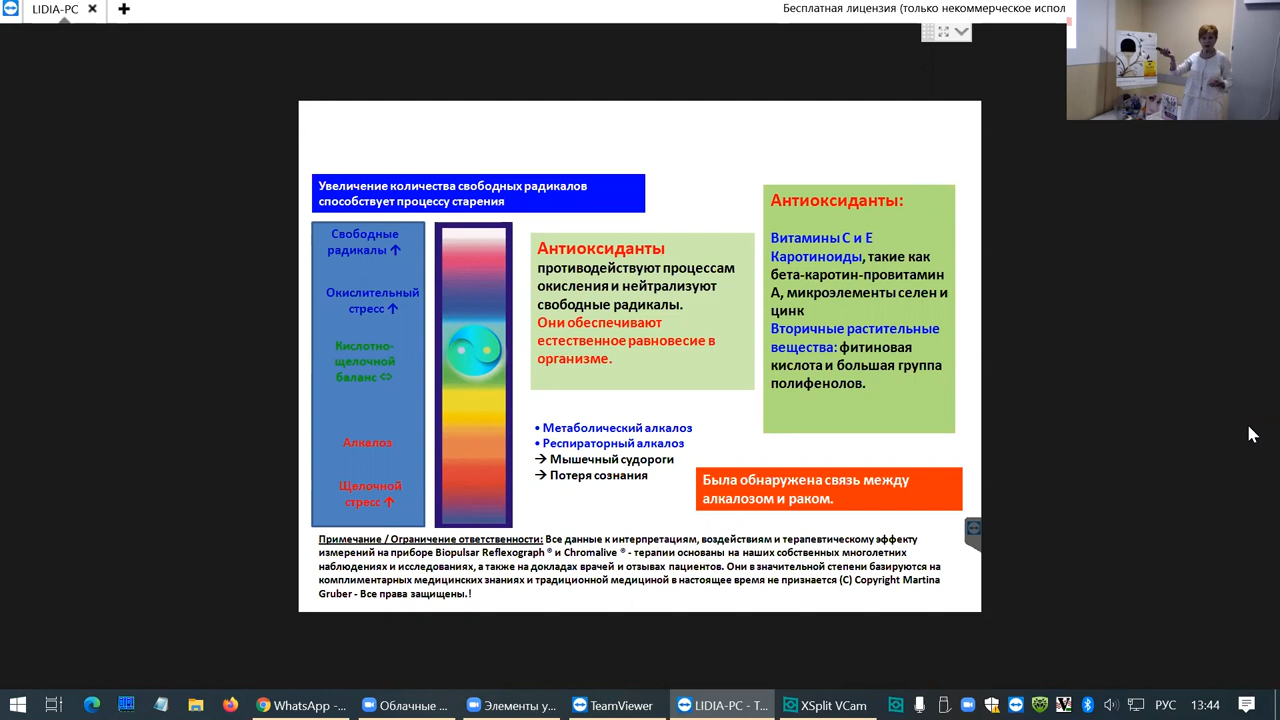 LIDIA-PC
Бесплатная лицензия (только некоммерческое испол
Увеличение количества свободных радикалов
способствует процессу старения
Свободные
радикалы ↑
Окислительный
стресс ↑
Кислотно-
щелочной
баланс ⇔
Алкалоз
Щелочной
стресс ↑
Антиоксиданты
противодействуют процессам
окисления и нейтрализуют
свободные радикалы.
Они обеспечивают
естественное равновесие в
организме.
• Метаболический алкалоз
• Респираторный алкалоз
→ Мышечный судороги
→ Потеря сознания
Антиоксиданты:
Витамины С и Е
Каротиноиды, такие как
бета-каротин-провитамин
А, микроэлементы селен и
цинк
Вторичные растительные
вещества: фитиновая
кислота и большая группа
полифенолов.
Была обнаружена связь между
алкалозом и раком.
Примечание / Ограничение ответственности: Все данные к интерпретациям, воздействиям и терапевтическому эффекту
измерений на приборе Biopulsar Reflexograph ® и Chromalive ® - терапии основаны на наших собственных многолетних
наблюдениях и исследованиях, а также на докладах врачей и отзывах пациентов. Они в значительной степени базируются на
комплиментарных медицинских знаниях и традиционной медициной в настоящее время не признается (C) Copyright Martina
Gruber - Все права защищены.!
WhatsApp -...
Облачные ...
Элементы у...
TeamViewer
LIDIA-PC - T...
XSplit VCam
РУС
13:44